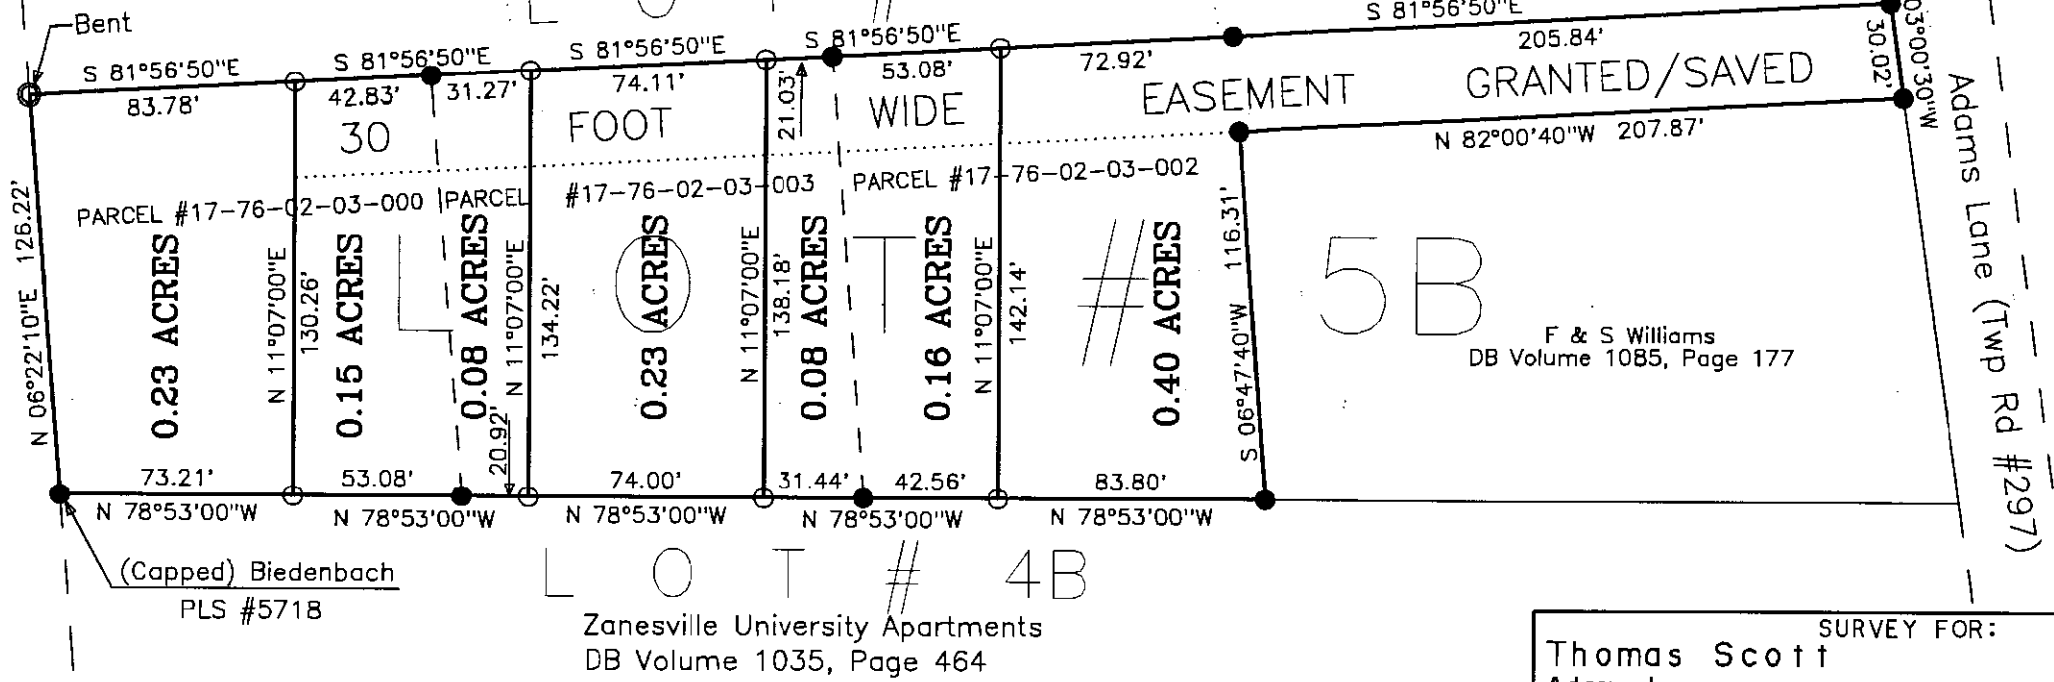 L O T #
Bent
S 81°56'50"E
S 81°56'50"E
S 81°56'50"E
S 81°56'50"E
S 81°56'50"E
83.78'
42.83'
31.27'
74.11'
21.03'
53.08'
72.92'
205.84'
30.02'
03°00'30"W
30 FOOT WIDE EASEMENT GRANTED/SAVED
N 82°00'40"W 207.87'
PARCEL #17-76-02-03-000
PARCEL #17-76-02-03-003
PARCEL #17-76-02-03-002
N 06°22'10"E 126.22'
0.23 ACRES
N 11°07'00"E
130.26'
0.15 ACRES
0.08 ACRES
N 11°07'00"E
134.22'
0.23 ACRES
N 11°07'00"E
138.18'
0.08 ACRES
0.16 ACRES
N 11°07'00"E
142.14'
0.40 ACRES
S 06°47'40"W 116.31'
L O T # 5B
F & S Williams
DB Volume 1085, Page 177
Adams Lane (Twp Rd #297)
73.21'
53.08'
20.92'
74.00'
31.44'
42.56'
83.80'
N 78°53'00"W
N 78°53'00"W
N 78°53'00"W
N 78°53'00"W
N 78°53'00"W
(Capped) Biedenbach
PLS #5718
L O T # 4B
Zanesville University Apartments
DB Volume 1035, Page 464
SURVEY FOR:
Thomas Scott